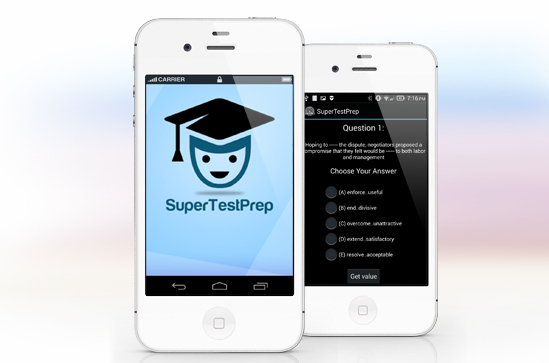 CARRIER
SuperTestPrep
7:16 PM
SuperTestPrep
Question 1:
Hoping to ----- the dispute, negotiators proposed a
compromise that they felt would be ----- to both labor
and management
Choose Your Answer
(A) enforce..useful
(B) end..divisive
(C) overcome..unattractive
(D) extend..satisfactory
(E) resolve..acceptable
Get value